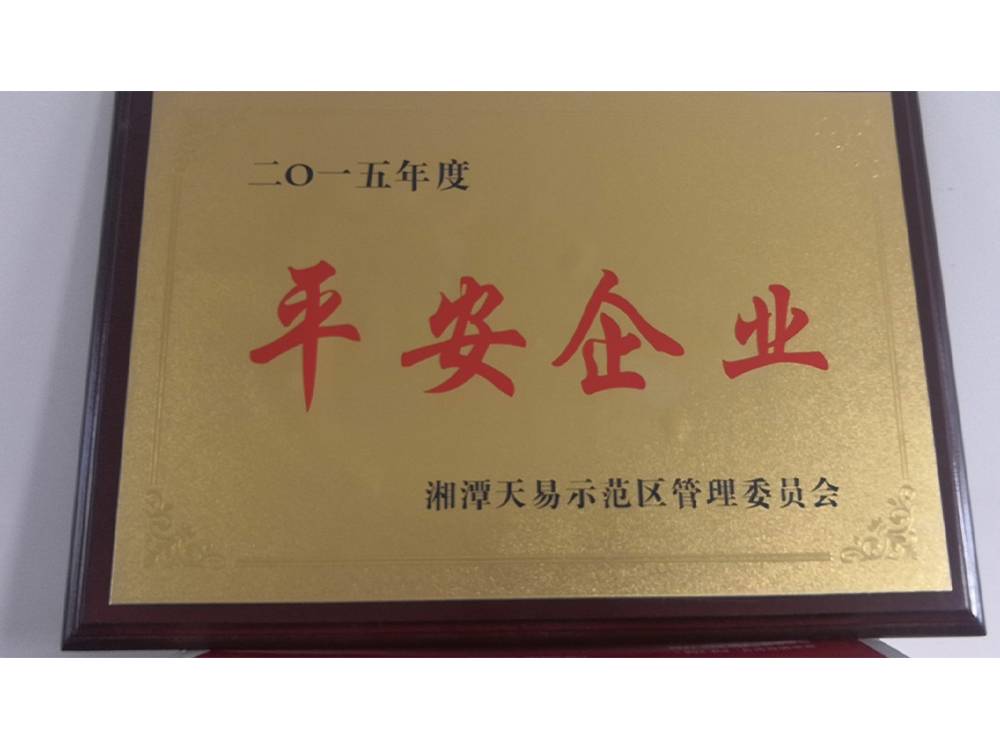 二〇一五年度
平安企业
湘潭天易示范区管理委员会